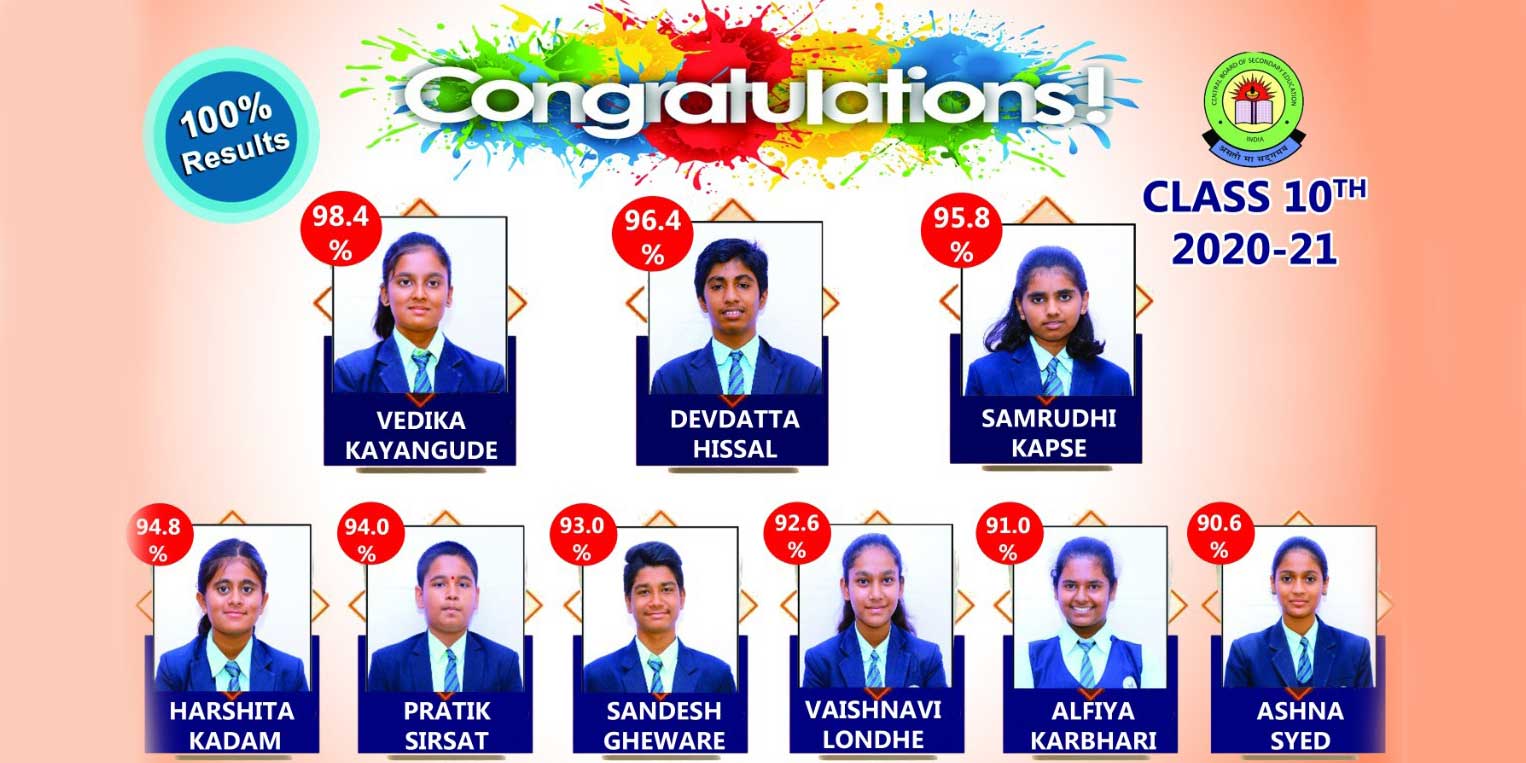 Congratulations!
100%
Results
CENTRAL BOARD OF SECONDARY EDUCATION
INDIA
असतो मा सद्गमय
CLASS 10TH
2020-21
98.4
%
VEDIKA
KAYANGUDE
96.4
%
DEVDATTA
HISSAL
95.8
%
SAMRUDHI
KAPSE
94.8
%
HARSHITA
KADAM
94.0
%
PRATIK
SIRSAT
93.0
%
SANDESH
GHEWARE
92.6
%
VAISHNAVI
LONDHE
91.0
%
ALFIYA
KARBHARI
90.6
%
ASHNA
SYED